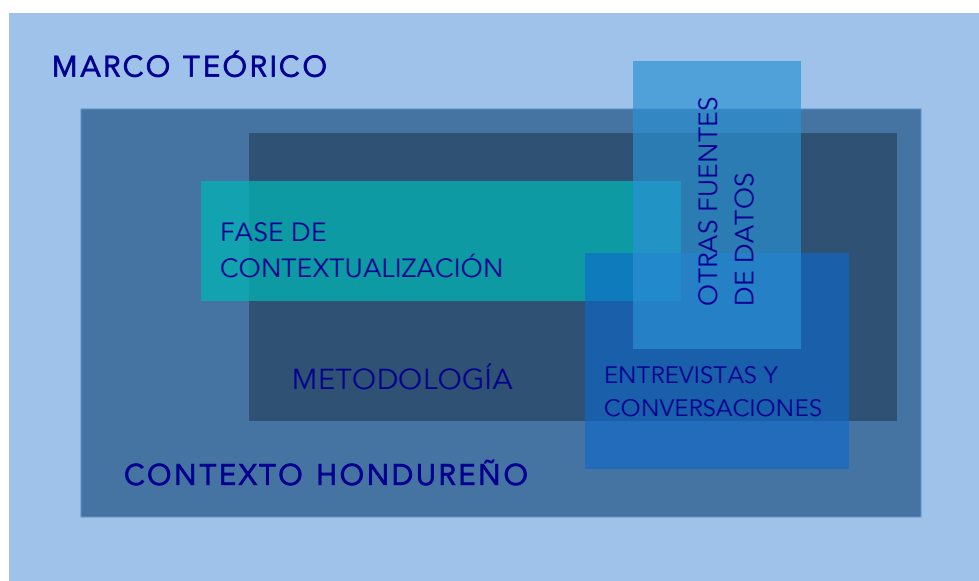 MARCO TEÓRICO
OTRAS FUENTES
DE DATOS
FASE DE
CONTEXTUALIZACIÓN
METODOLOGÍA
ENTREVISTAS Y
CONVERSACIONES
CONTEXTO HONDUREÑO